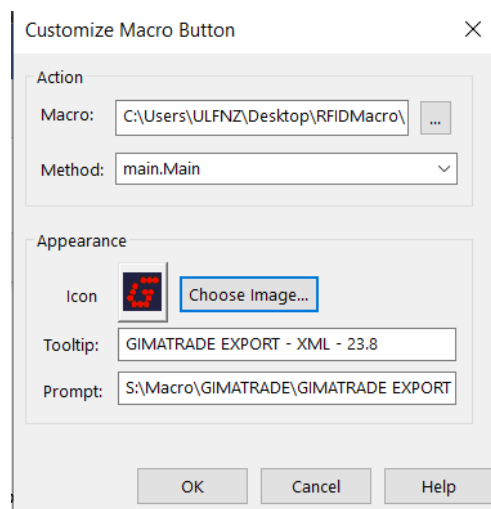 Customize Macro Button
Action
Macro: C:\Users\ULFNZ\Desktop\RFIDMacro\ ...
Method: main.Main
Appearance
Icon G Choose Image...
Tooltip: GIMATRADE EXPORT - XML - 23.8
Prompt: S:\Macro\GIMATRADE\GIMATRADE EXPORT
OK Cancel Help